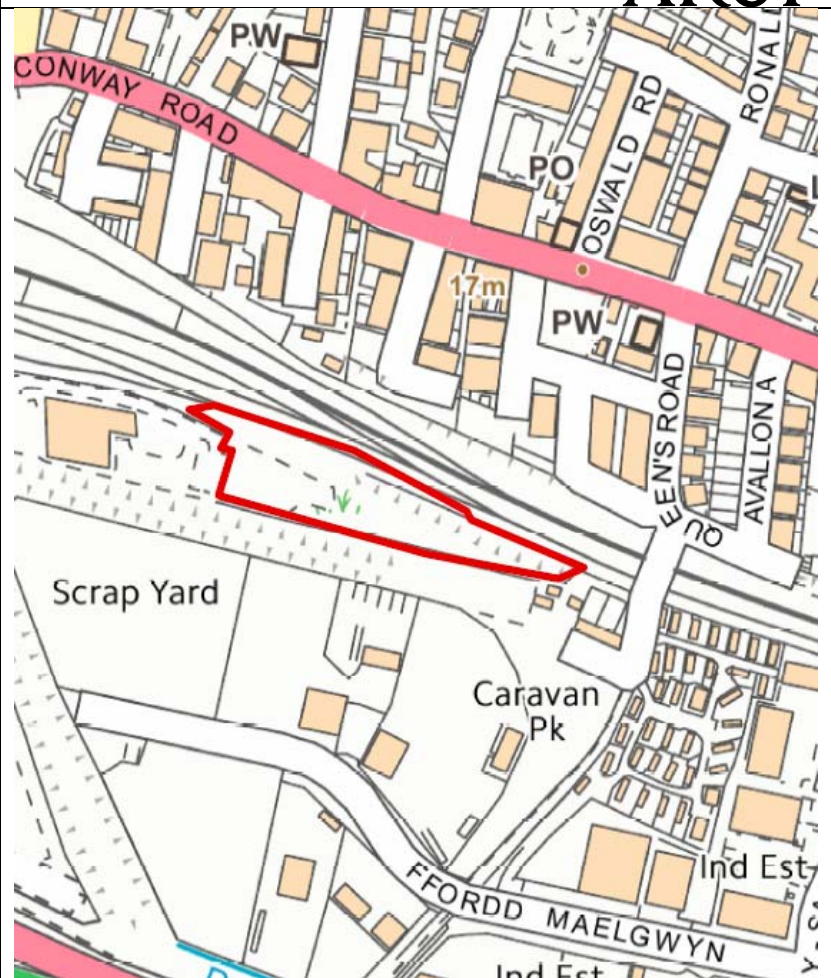 PW
CONWAY ROAD
RONAL
PO
OSWALD RD
17m
PW
QUEEN'S ROAD
AVALLON A
Scrap Yard
Caravan
Pk
Ind Est
FFORDD MAELGWYN
Ind Est